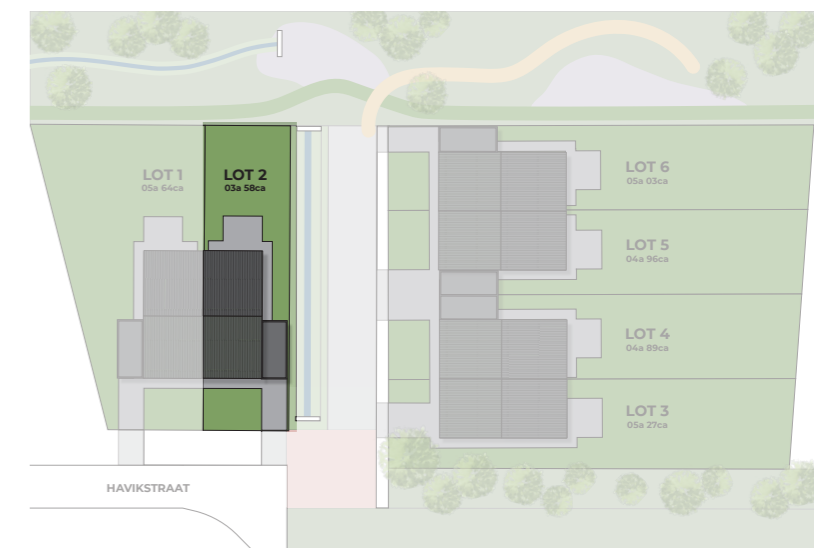 LOT 1
05a 64ca
LOT 2
03a 58ca
LOT 6
05a 03ca
LOT 5
04a 96ca
LOT 4
04a 89ca
LOT 3
05a 27ca
HAVIKSTRAAT